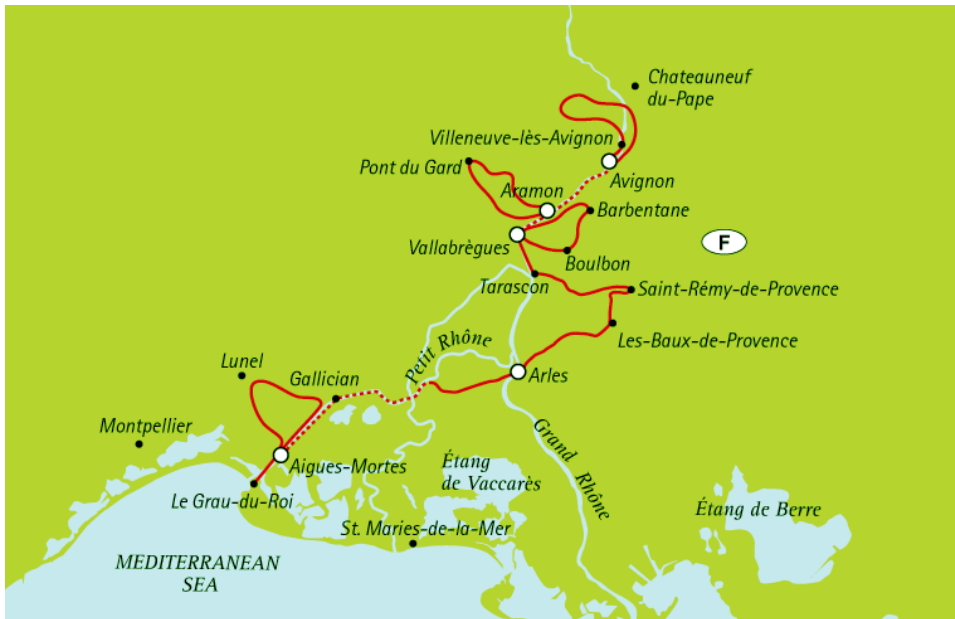 Chateauneuf
du-Pape
Villeneuve-lès-Avignon
Pont du Gard
Avignon
Aramon
Barbentane
F
Vallabrègues
Boulbon
Tarascon
Saint-Rémy-de-Provence
Petit Rhône
Les-Baux-de-Provence
Lunel
Gallician
Arles
Montpellier
Grand Rhône
Aigues-Mortes
Étang
de Vaccarès
Le Grau-du-Roi
Étang de Berre
St. Maries-de-la-Mer
MEDITERRANEAN
SEA